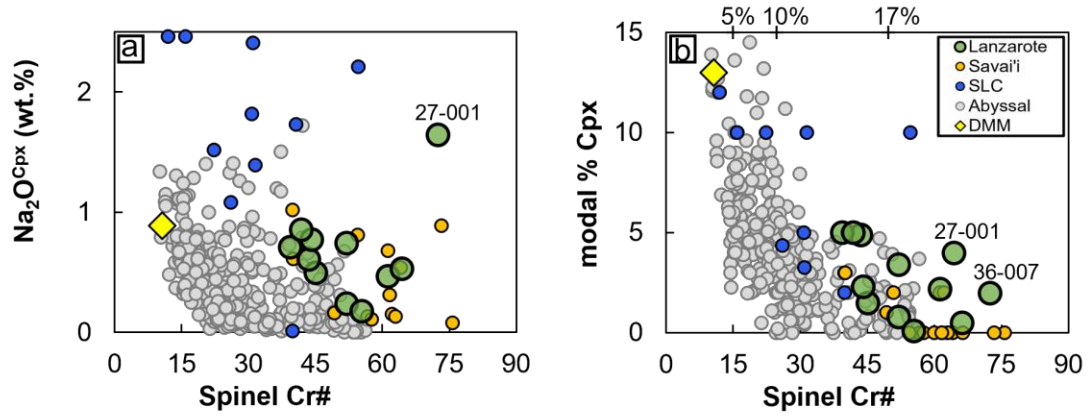 a
Na₂O^Cpx (wt.%)
2
1
0
27-001
0 15 30 45 60 75 90
Spinel Cr#
5% 10% 17%
b
modal % Cpx
15
10
5
0
Lanzarote
Savai'i
SLC
Abyssal
DMM
27-001
36-007
0 15 30 45 60 75 90
Spinel Cr#